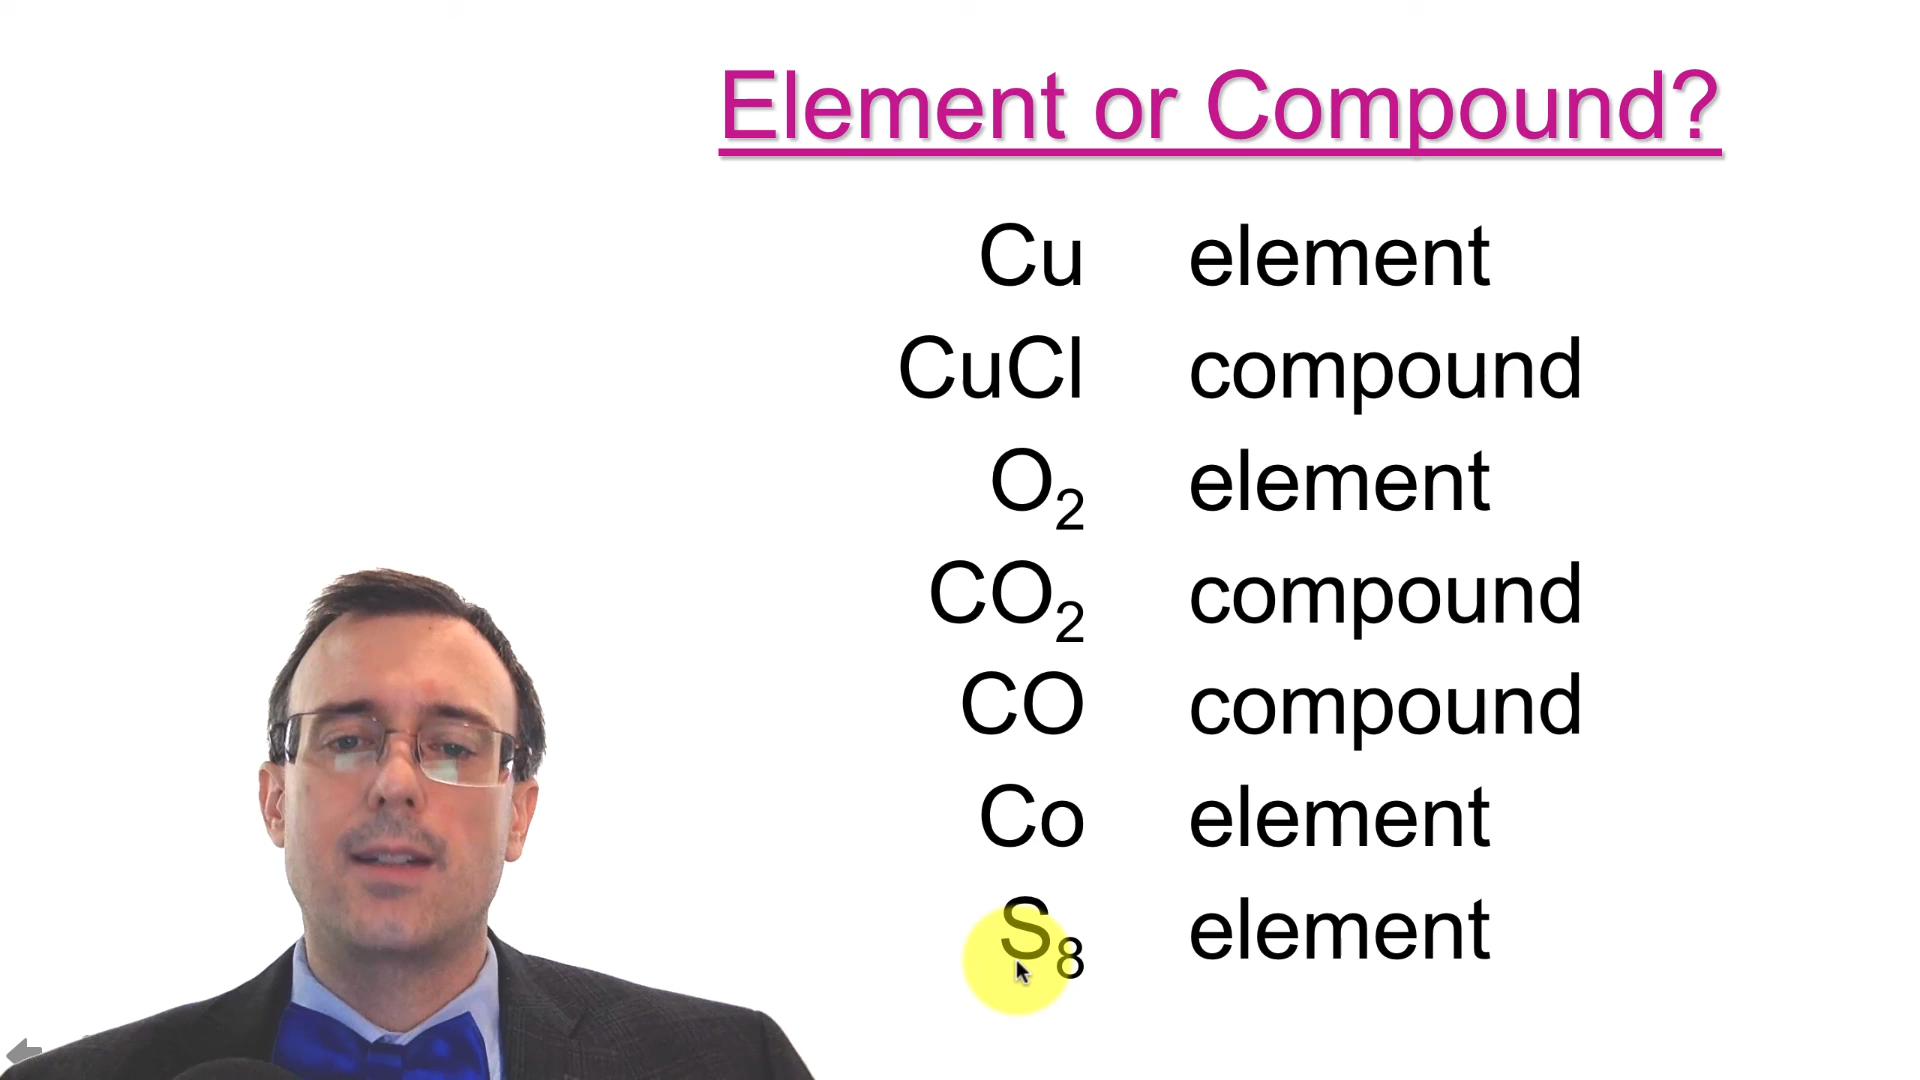 Element or Compound?
Cu element
CuCl compound
O₂ element
CO₂ compound
CO compound
Co element
S₈ element